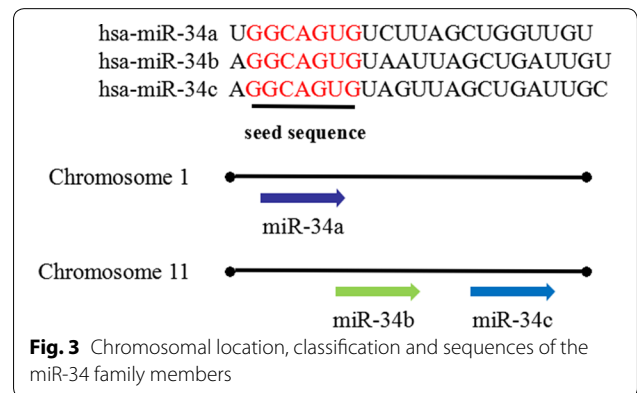 hsa-miR-34a UGGCAGUGUCUUAGCUGGUUGU
hsa-miR-34b AGGCAGUGUAAUUAGCUGAUUGU
hsa-miR-34c AGGCAGUGUAGUUAGCUGAUUGC
seed sequence
Chromosome 1
miR-34a
Chromosome 11
miR-34b miR-34c
Fig. 3 Chromosomal location, classification and sequences of the
miR-34 family members